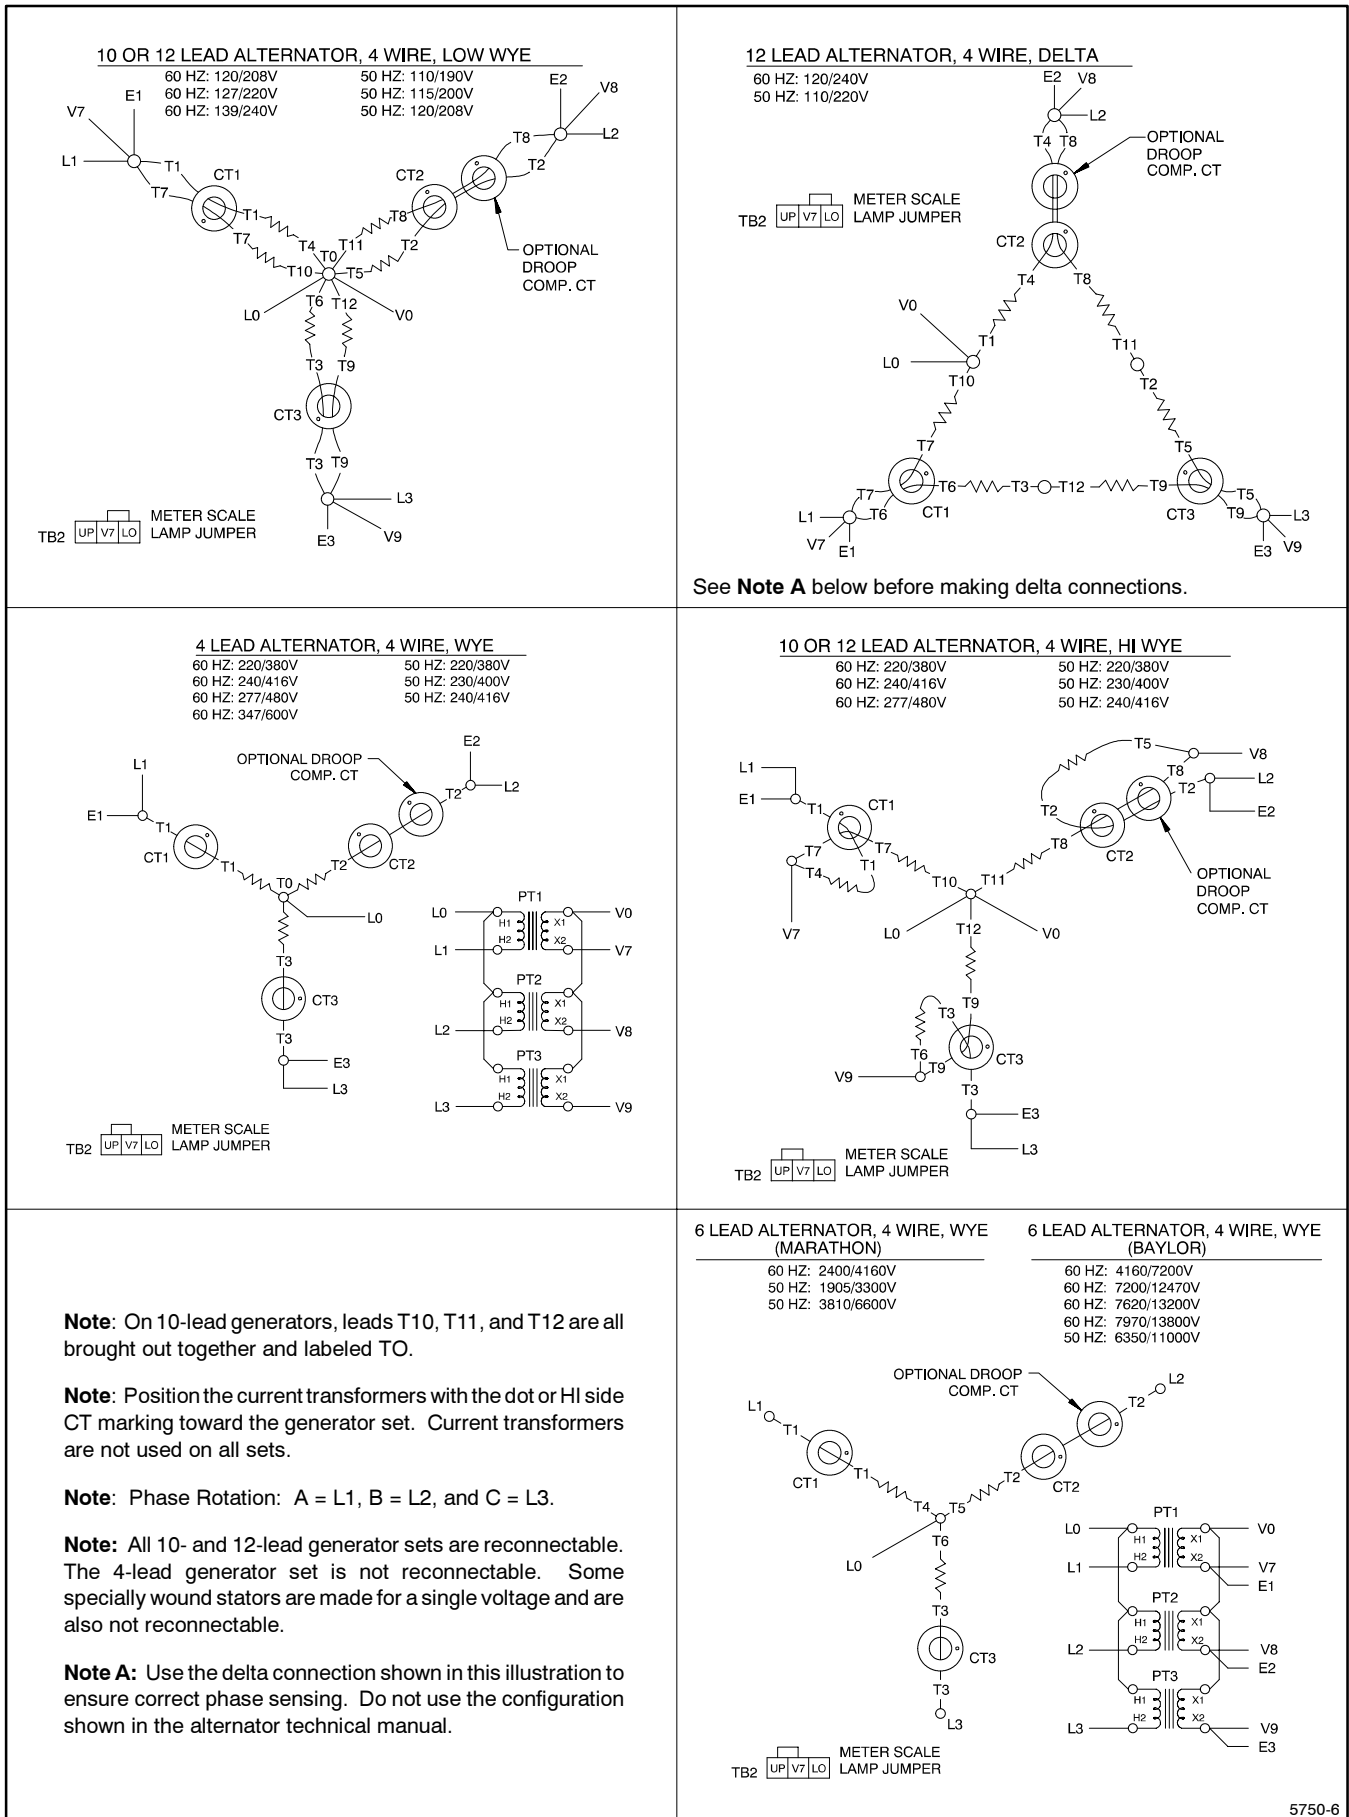 10 OR 12 LEAD ALTERNATOR, 4 WIRE, LOW WYE
60 HZ: 120/208V 50 HZ: 110/190V
60 HZ: 127/220V 50 HZ: 115/200V
60 HZ: 139/240V 50 HZ: 120/208V
E1
V7
L1
T1
T7
CT1
T1
T7
T4
T10
T0
T11
T5
T8
T2
CT2
T8
T2
E2
V8
L2
OPTIONAL
DROOP
COMP. CT
L0
T6
T12
V0
T3
T9
CT3
T3
T9
L3
E3
V9
METER SCALE
TB2 UP V7 LO LAMP JUMPER
12 LEAD ALTERNATOR, 4 WIRE, DELTA
60 HZ: 120/240V
50 HZ: 110/220V
E2
V8
L2
T4
T8
OPTIONAL
DROOP
COMP. CT
METER SCALE
TB2 UP V7 LO LAMP JUMPER
CT2
T4
T8
V0
L0
T1
T10
T11
T2
T7
T5
T6
T3
T12
T9
T7
T6
L1
V7
E1
CT1
CT3
T5
T9
L3
E3
V9
See Note A below before making delta connections.
4 LEAD ALTERNATOR, 4 WIRE, WYE
60 HZ: 220/380V 50 HZ: 220/380V
60 HZ: 240/416V 50 HZ: 230/400V
60 HZ: 277/480V 50 HZ: 240/416V
60 HZ: 347/600V
L1
E1
T1
CT1
T1
T0
T2
CT2
OPTIONAL DROOP
COMP. CT
T2
E2
L2
L0
T3
CT3
T3
E3
L3
PT1
L0 H1 X1 V0
L1 H2 X2 V7
PT2
H1 X1
L2 H2 X2 V8
PT3
H1 X1
L3 H2 X2 V9
METER SCALE
TB2 UP V7 LO LAMP JUMPER
10 OR 12 LEAD ALTERNATOR, 4 WIRE, HI WYE
60 HZ: 220/380V 50 HZ: 220/380V
60 HZ: 240/416V 50 HZ: 230/400V
60 HZ: 277/480V 50 HZ: 240/416V
L1
E1
T1
CT1
T7
T4
T1
T7
V7
T10
T11
T8
T2
T5
T8
T2
V8
L2
E2
CT2
OPTIONAL
DROOP
COMP. CT
L0
T12
V0
T9
T3
T6
T9
V9
CT3
T3
E3
L3
METER SCALE
TB2 UP V7 LO LAMP JUMPER
Note: On 10-lead generators, leads T10, T11, and T12 are all
brought out together and labeled TO.
Note: Position the current transformers with the dot or HI side
CT marking toward the generator set. Current transformers
are not used on all sets.
Note: Phase Rotation: A = L1, B = L2, and C = L3.
Note: All 10- and 12-lead generator sets are reconnectable.
The 4-lead generator set is not reconnectable. Some
specially wound stators are made for a single voltage and are
also not reconnectable.
Note A: Use the delta connection shown in this illustration to
ensure correct phase sensing. Do not use the configuration
shown in the alternator technical manual.
6 LEAD ALTERNATOR, 4 WIRE, WYE
(MARATHON)
60 HZ: 2400/4160V
50 HZ: 1905/3300V
50 HZ: 3810/6600V
6 LEAD ALTERNATOR, 4 WIRE, WYE
(BAYLOR)
60 HZ: 4160/7200V
60 HZ: 7200/12470V
60 HZ: 7620/13200V
60 HZ: 7970/13800V
50 HZ: 6350/11000V
OPTIONAL DROOP
COMP. CT
L1
T1
CT1
T1
T4
T5
T2
CT2
T2
L2
L0
T6
T3
CT3
T3
L3
PT1
L0 H1 X1 V0
L1 H2 X2 V7
E1
PT2
H1 X1
L2 H2 X2 V8
E2
PT3
H1 X1
L3 H2 X2 V9
E3
METER SCALE
TB2 UP V7 LO LAMP JUMPER
5750-6